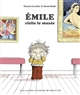 Vincent Cuvellier & Ronan Badel
ÉMILE
visite le musée